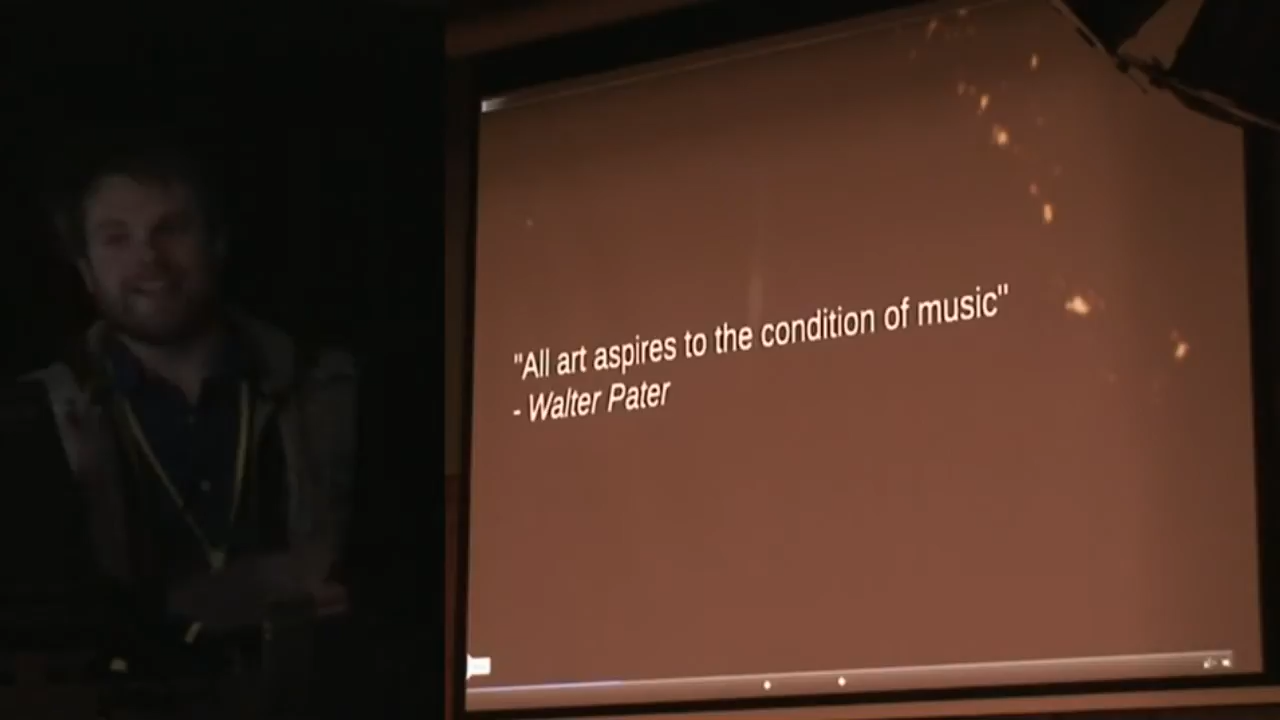 "All art aspires to the condition of music"
- Walter Pater